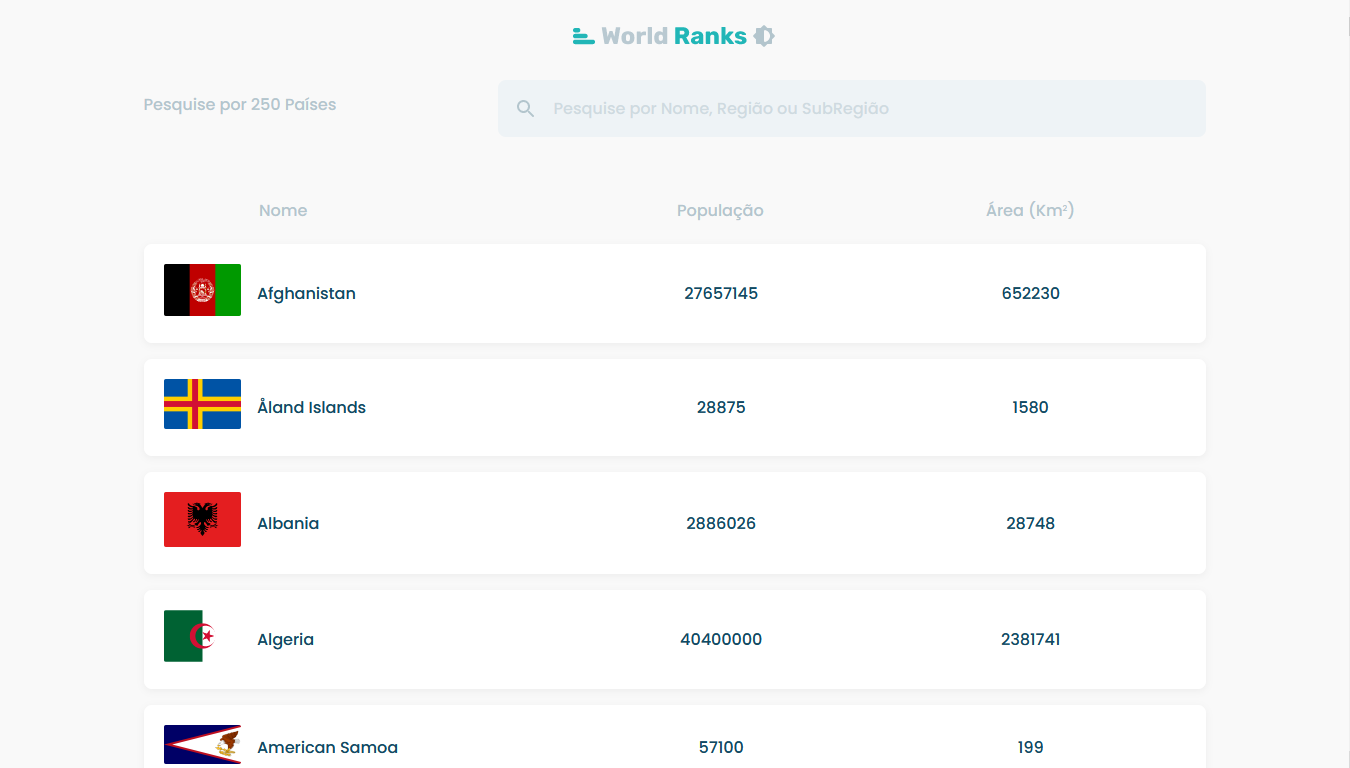 World Ranks
Pesquise por 250 Países
Pesquise por Nome, Região ou SubRegião
Nome População Área (Km²)
Afghanistan 27657145 652230
Åland Islands 28875 1580
Albania 2886026 28748
Algeria 40400000 2381741
American Samoa 57100 199